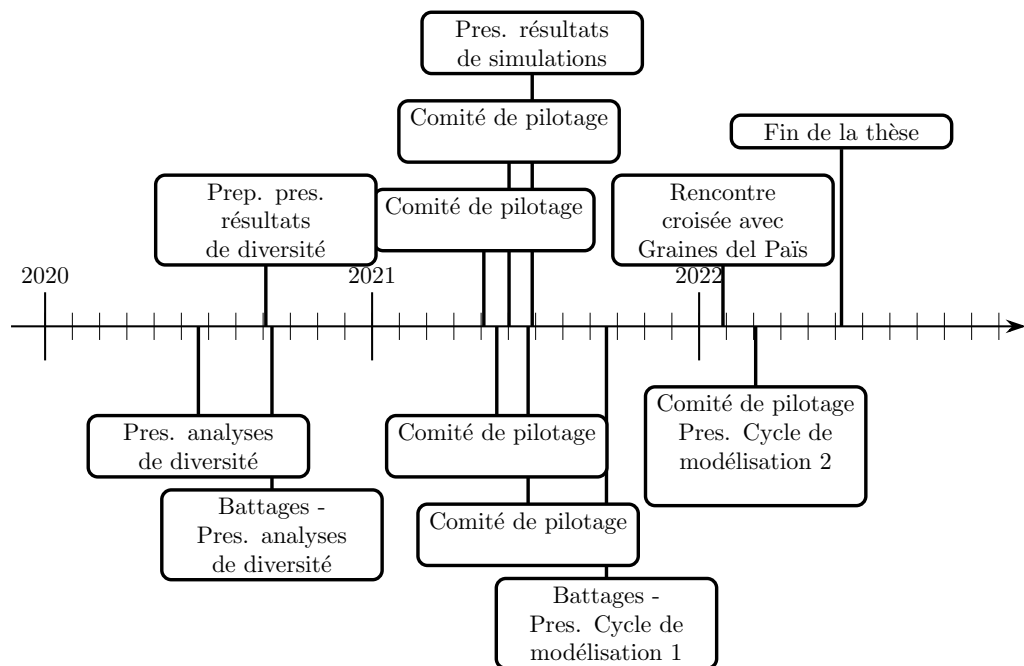 Pres. résultats
de simulations
Comité de pilotage
Fin de la thèse
Prep. pres.
résultats
de diversité
Comité de pilotage
Rencontre
croisée avec
Graines del Païs
2020
2021
2022
Pres. analyses
de diversité
Comité de pilotage
Comité de pilotage
Pres. Cycle de
modélisation 2
Battages -
Pres. analyses
de diversité
Comité de pilotage
Battages -
Pres. Cycle de
modélisation 1